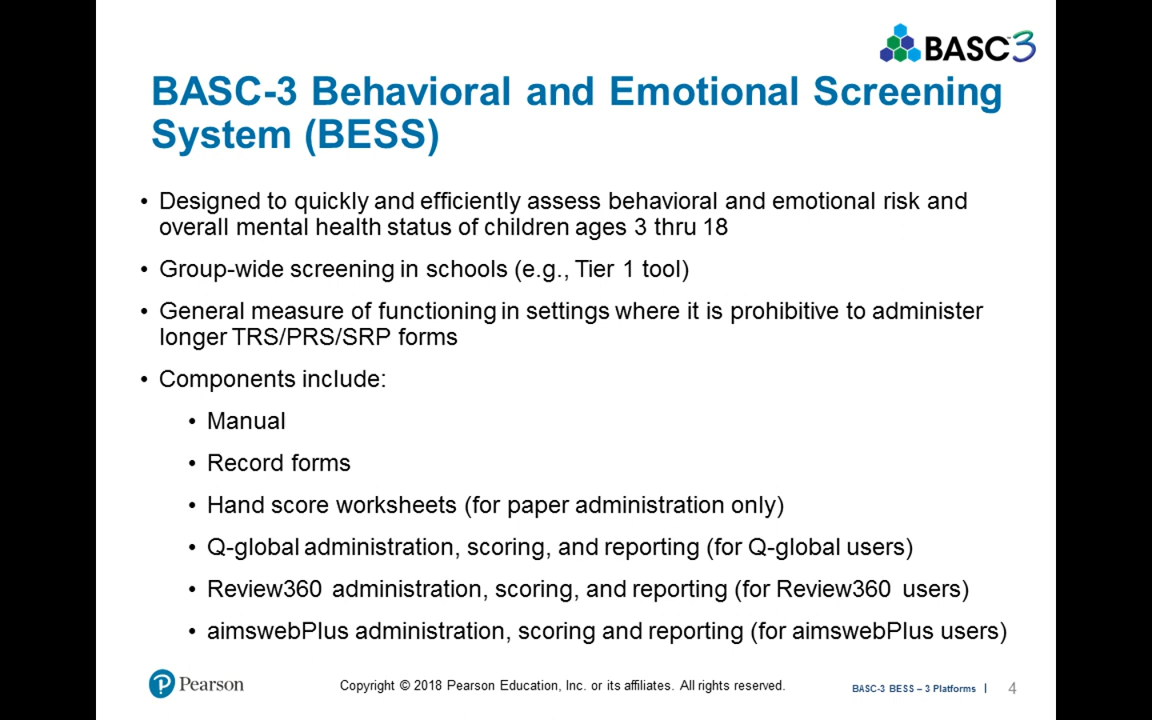 BASC™3
BASC-3 Behavioral and Emotional Screening
System (BESS)
• Designed to quickly and efficiently assess behavioral and emotional risk and
overall mental health status of children ages 3 thru 18
• Group-wide screening in schools (e.g., Tier 1 tool)
• General measure of functioning in settings where it is prohibitive to administer
longer TRS/PRS/SRP forms
• Components include:
• Manual
• Record forms
• Hand score worksheets (for paper administration only)
• Q-global administration, scoring, and reporting (for Q-global users)
• Review360 administration, scoring, and reporting (for Review360 users)
• aimswebPlus administration, scoring and reporting (for aimswebPlus users)
P Pearson
Copyright © 2018 Pearson Education, Inc. or its affiliates. All rights reserved.
BASC-3 BESS – 3 Platforms | 4